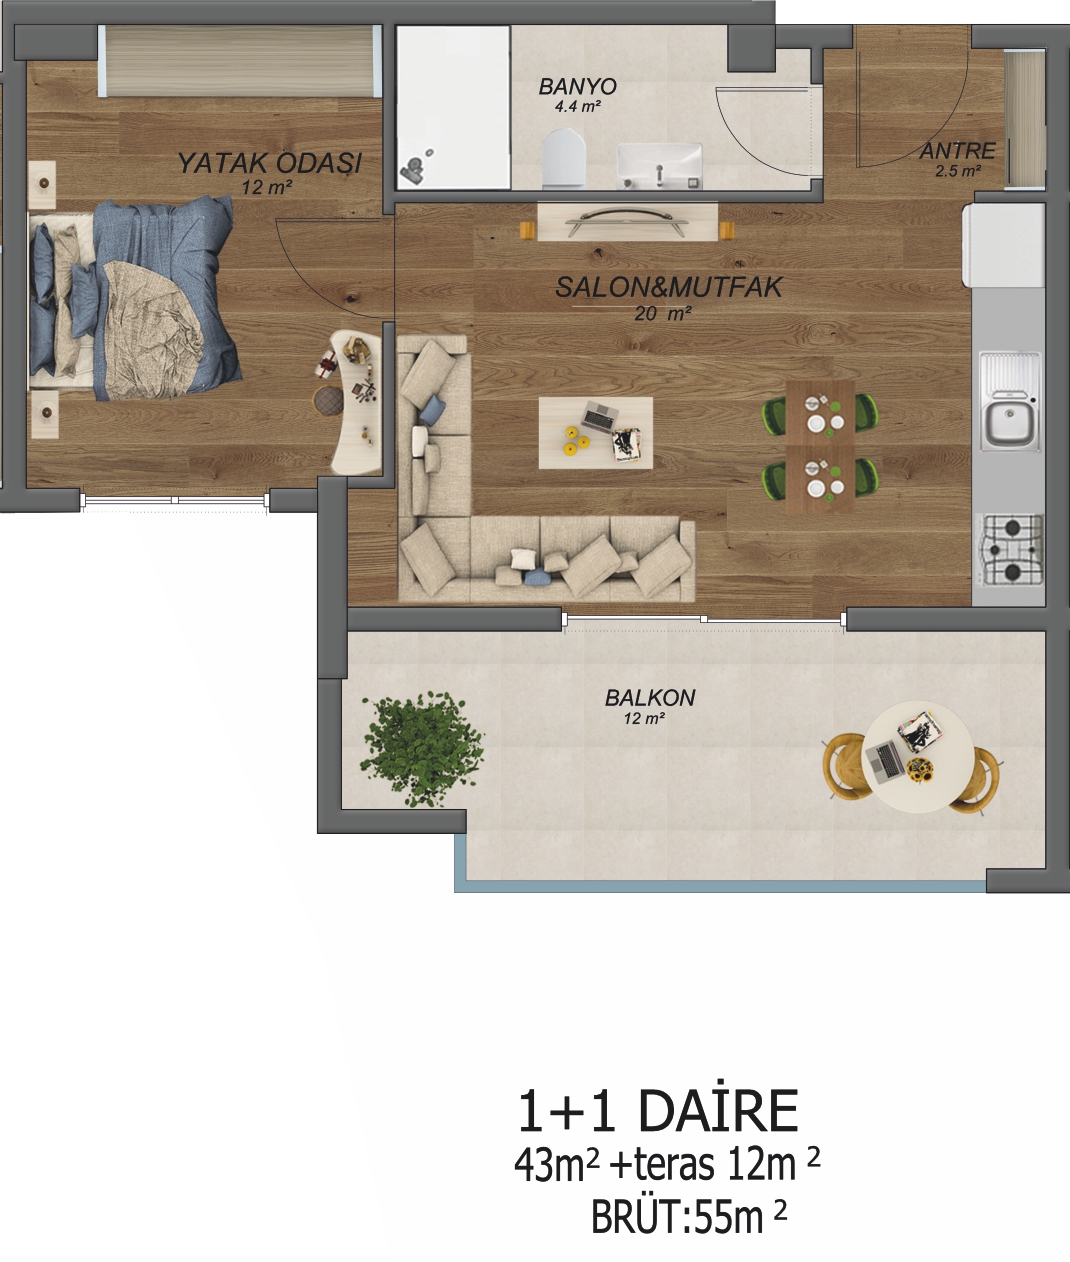 BANYO
4.4 m²
YATAK ODASI
12 m²
ANTRE
2.5 m²
SALON&MUTFAK
20 m²
BALKON
12 m²
1+1 DAİRE
43m² +teras 12m ²
BRÜT:55m ²